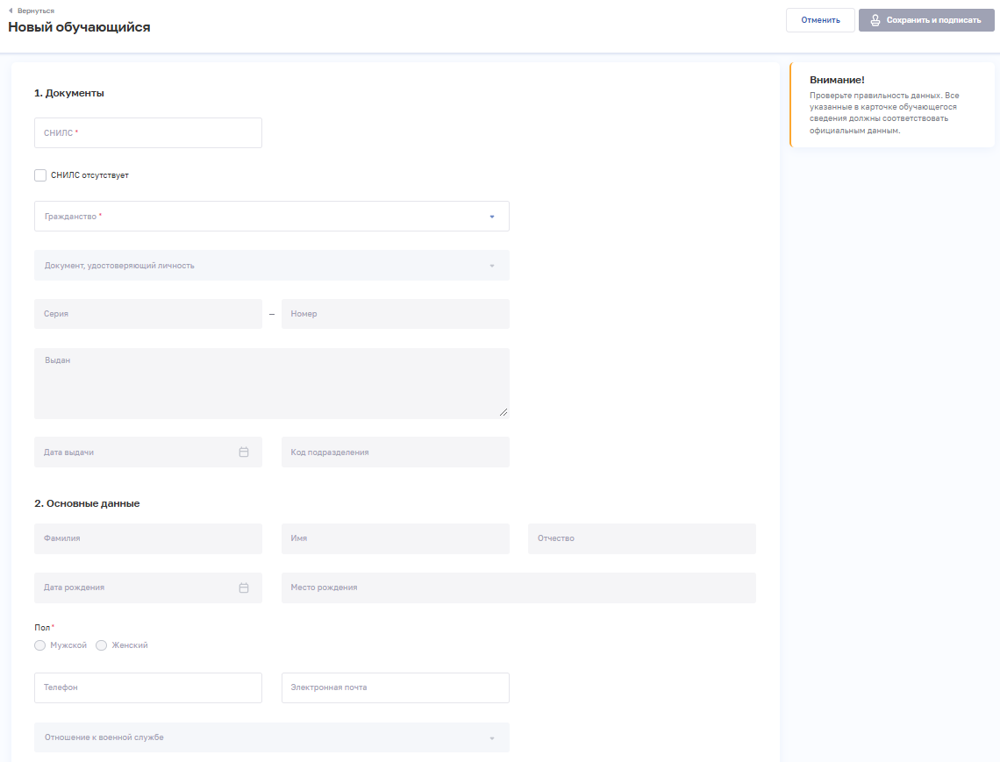 Вернуться
Новый обучающийся
Отменить
Сохранить и подписать
1. Документы
СНИЛС *
СНИЛС отсутствует
Гражданство *
Документ, удостоверяющий личность
Серия – Номер
Выдан
Дата выдачи
Код подразделения
2. Основные данные
Фамилия
Имя
Отчество
Дата рождения
Место рождения
Пол*
Мужской
Женский
Телефон
Электронная почта
Отношение к военной службе
Внимание!
Проверьте правильность данных. Все
указанные в карточке обучающегося
сведения должны соответствовать
официальным данным.